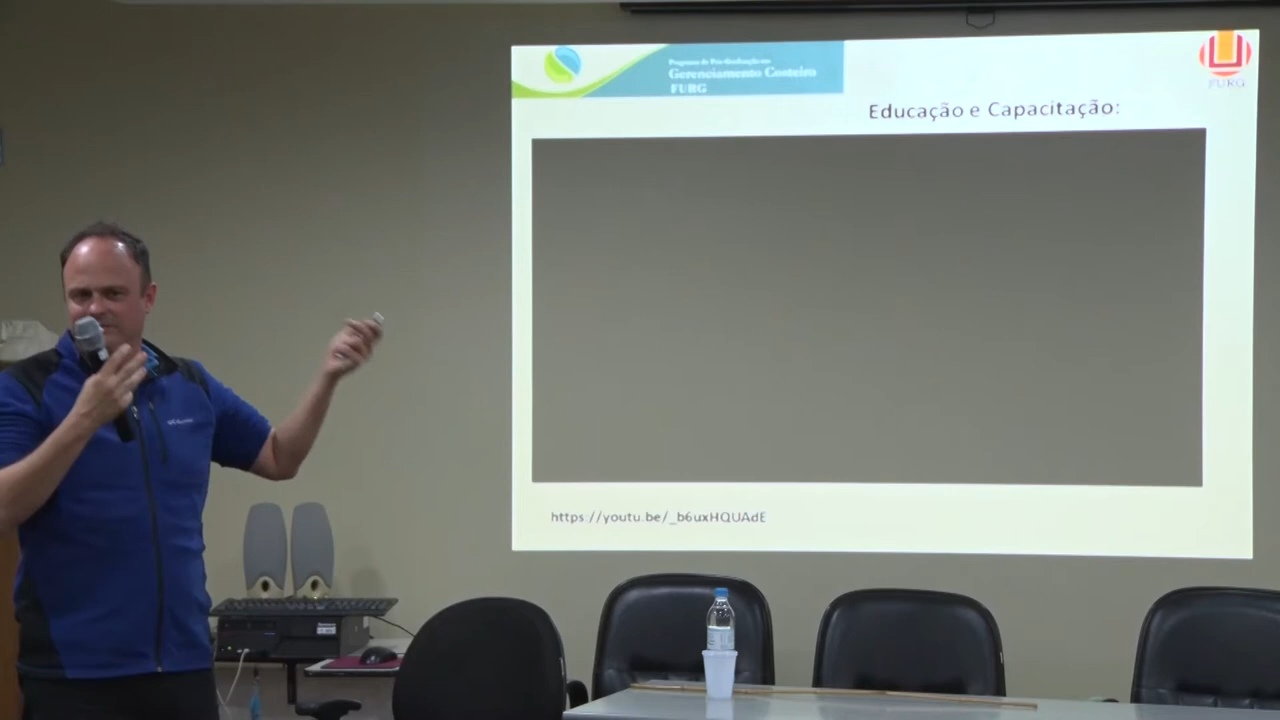 Programa de Pós-Graduação em
Gerenciamento Costeiro
FURG
FURG
Educação e Capacitação:
https://youtu.be/_b6uxHQUAdE